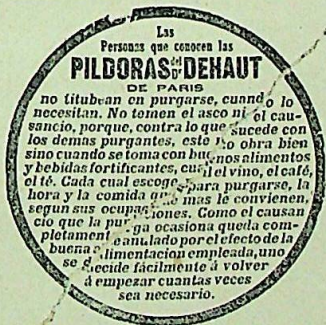 Las
Personas que conocen las
PILDORAS del Dr DEHAUT
DE PARIS
no titubean en purgarse, cuando lo
necesitan. No temen el asco ni el cau-
sancio, porque, contra lo que sucede con
los demas purgantes, este no obra bien
sino cuando se toma con buenos alimentos
y bebidas fortificantes, cual el vino, el café,
el té. Cada cual escoge, para purgarse, la
hora y la comida que mas le convienen,
segun sus ocupaciones. Como el causan
cio que la purga ocasiona queda com-
pletamente anulado por el efecto de la
buena alimentacion empleada, uno
se decide fácilmente á volver
á empezar cuantas veces
sea necesario.